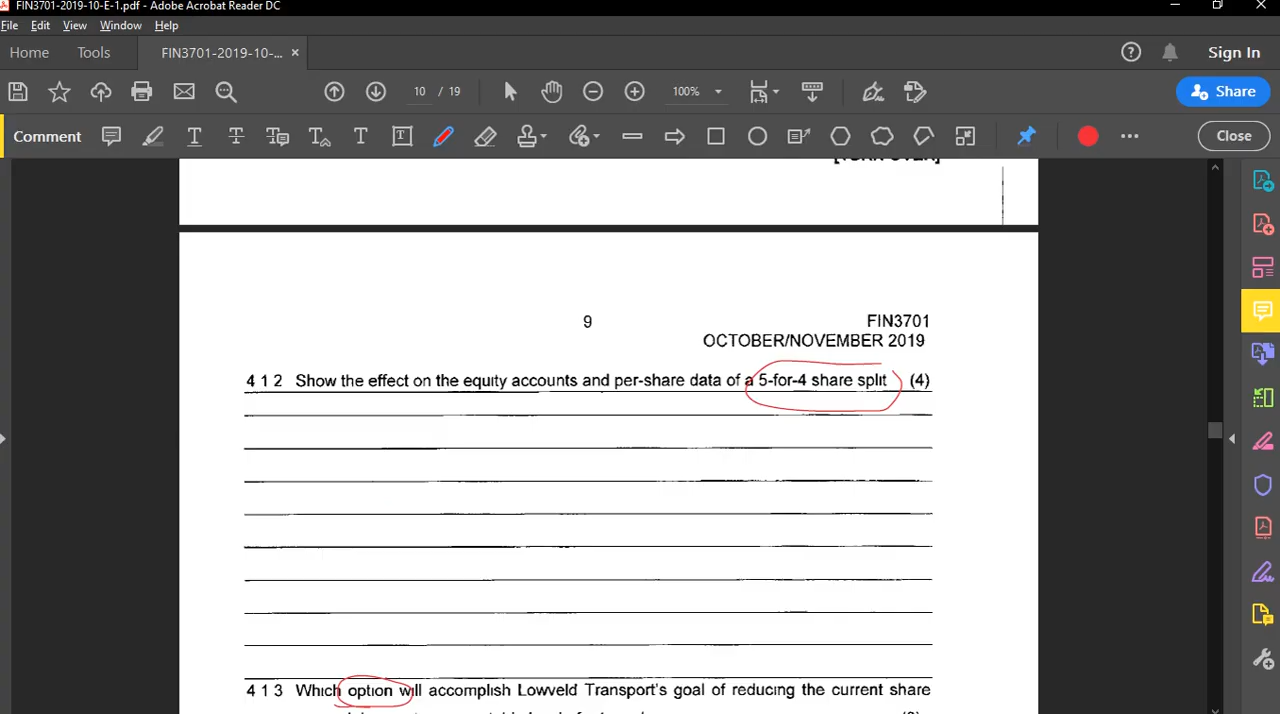 FIN3701-2019-10-E-1.pdf - Adobe Acrobat Reader DC
File Edit View Window Help
Home Tools FIN3701-2019-10-... × Sign In
10 / 19 100% Share
Comment Close
9 FIN3701
OCTOBER/NOVEMBER 2019
4 1 2 Show the effect on the equity accounts and per-share data of a 5-for-4 share split (4)
4 1 3 Which option will accomplish Lowveld Transport's goal of reducing the current share